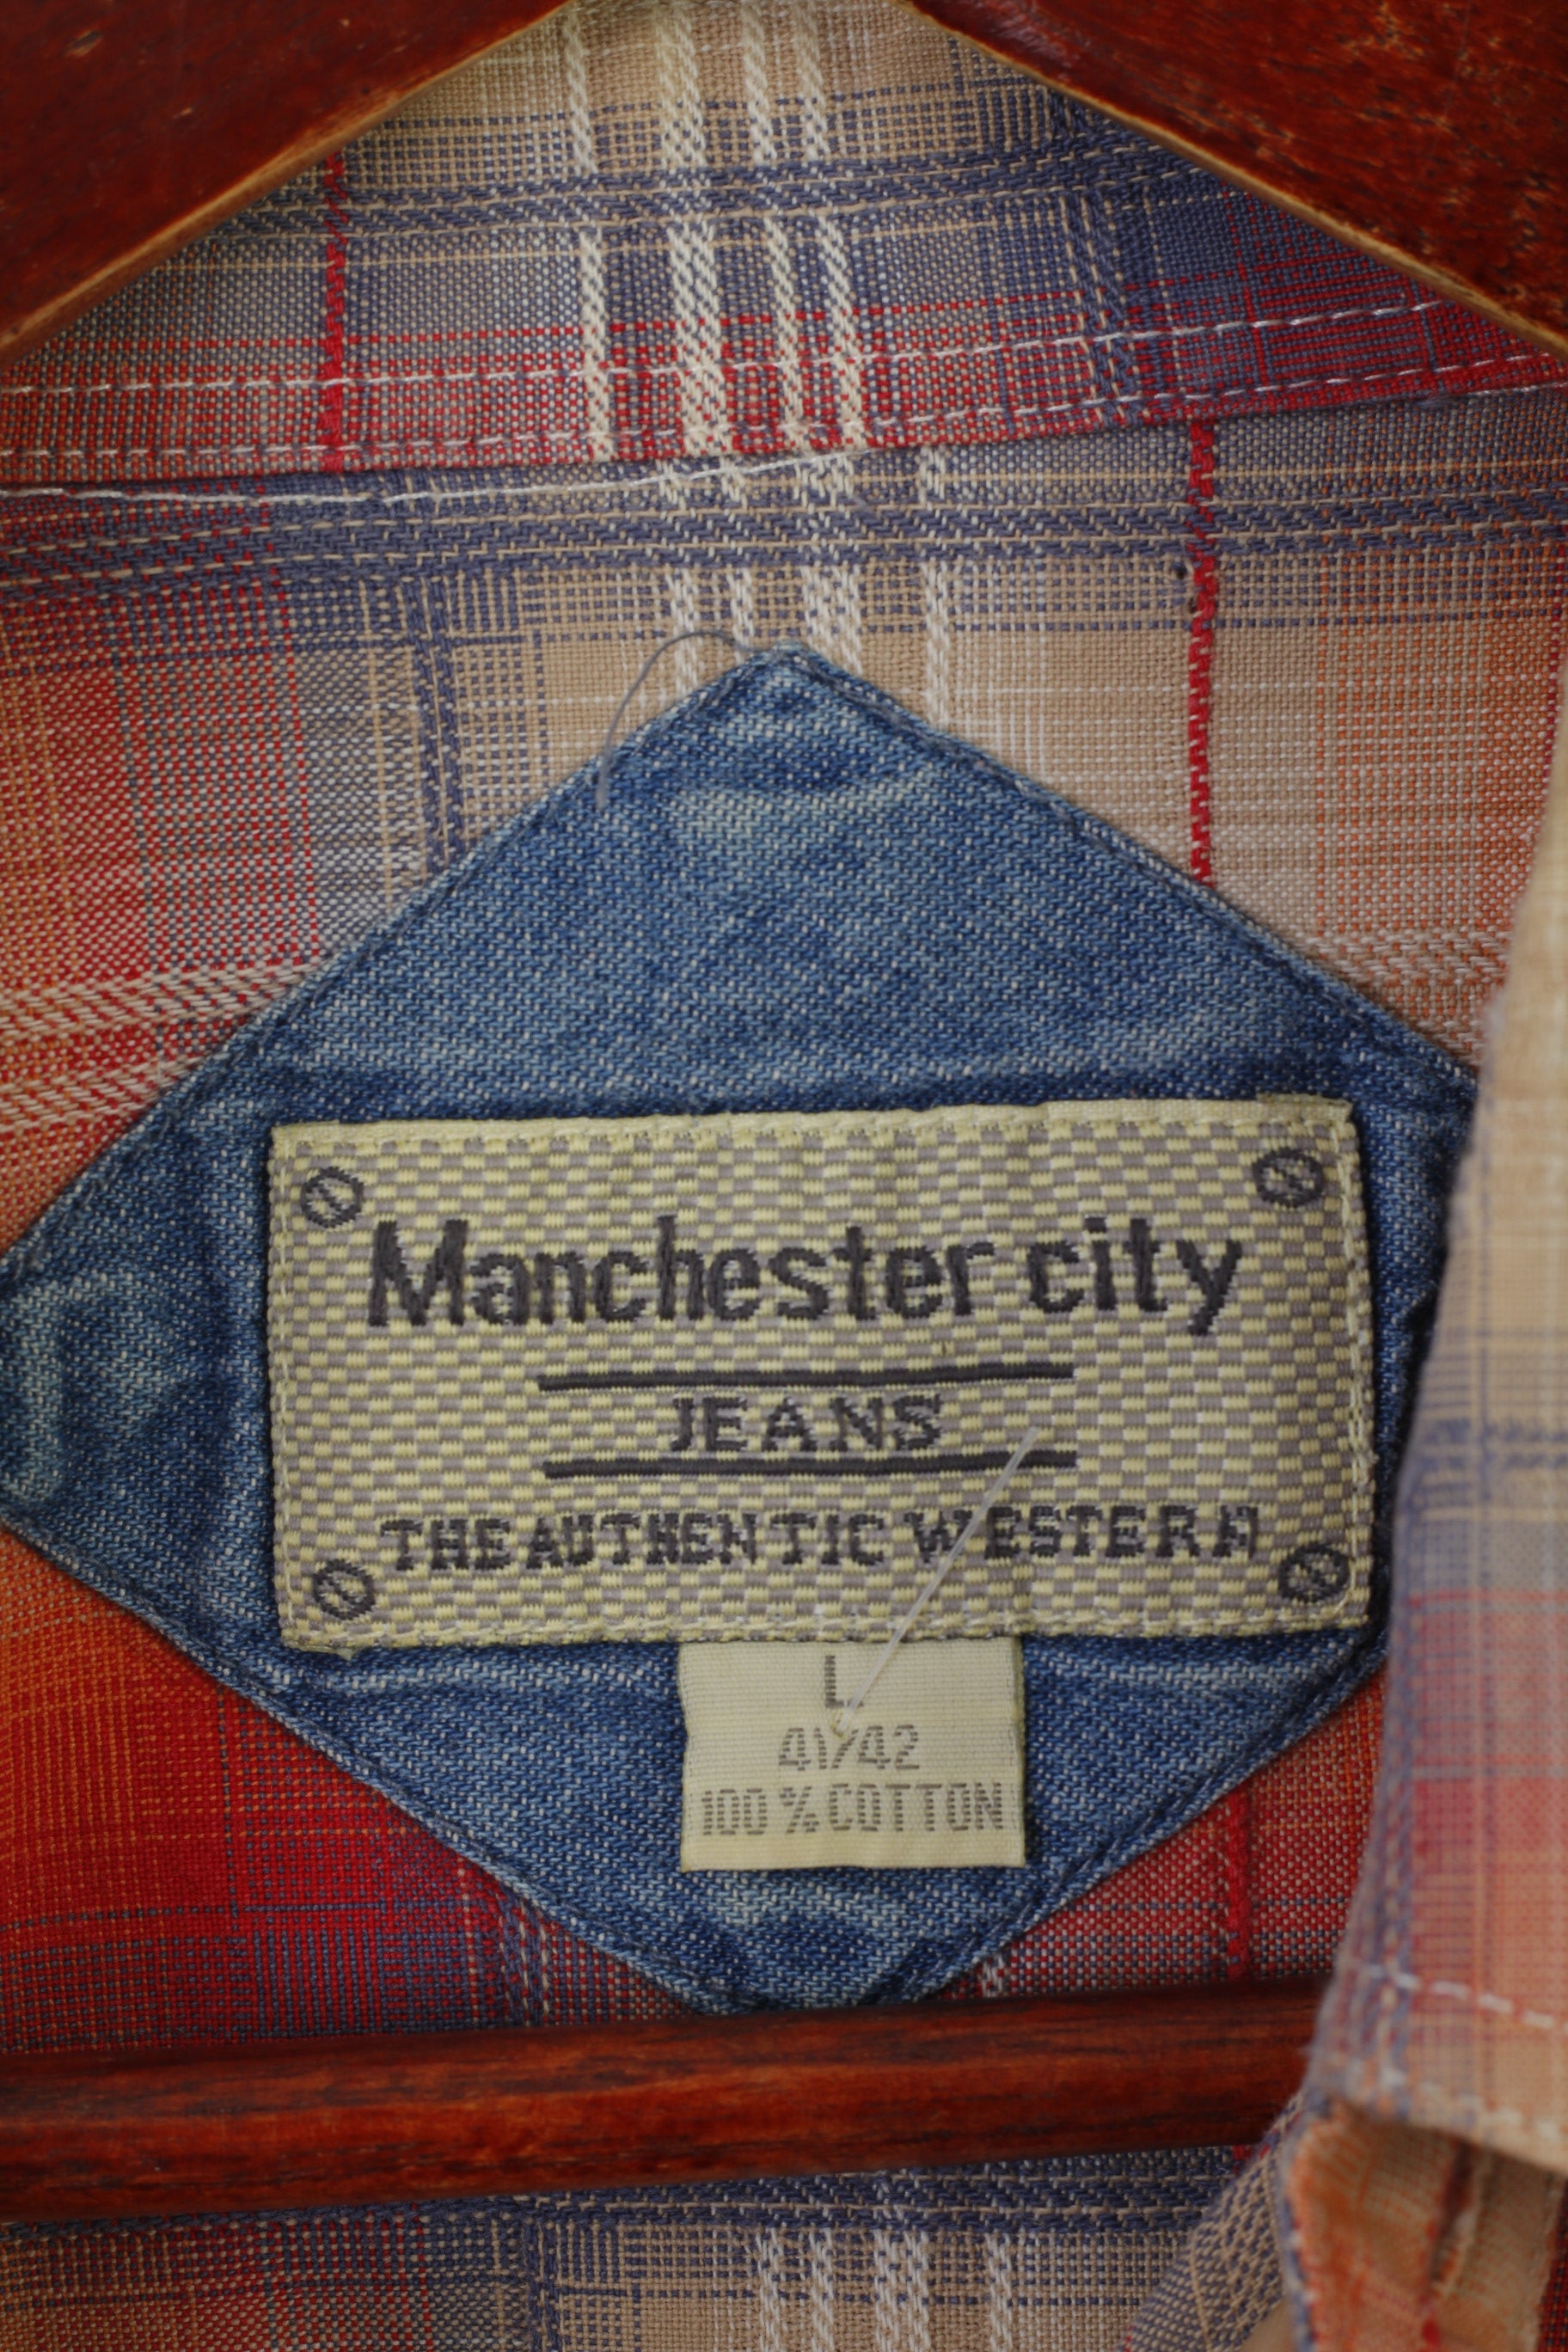 Manchester city
JEANS
THE AUTHENTIC WESTERN
L
41/42
100 % COTTON